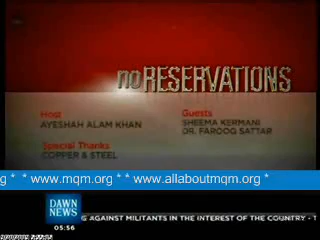 noRESERVATIONS
Host
AYESHAH ALAM KHAN
Guests
SHEEMA KERMANI
DR. FAROOQ SATTAR
Special Thanks
COPPER & STEEL
g * * www.mqm.org * * www.allaboutmqm.org *
DAWN
NEWS
G AGAINST MILITANTS IN THE INTEREST OF THE COUNTRY - T
05:56